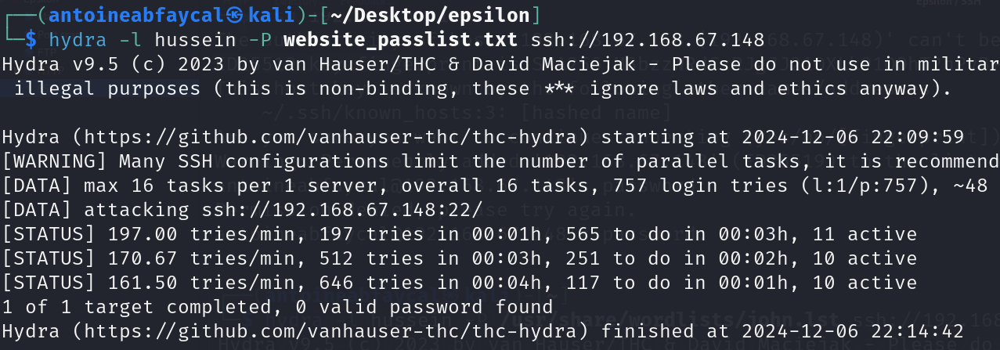 ┌──(antoineabfaycal㉿kali)-[~/Desktop/epsilon]
└─$ hydra -l hussein -P website_passlist.txt ssh://192.168.67.148
Hydra v9.5 (c) 2023 by van Hauser/THC & David Maciejak - Please do not use in militar
illegal purposes (this is non-binding, these *** ignore laws and ethics anyway).
~/.ssh/known_hosts:3: [hashed name]
Hydra (https://github.com/vanhauser-thc/thc-hydra) starting at 2024-12-06 22:09:59
[WARNING] Many SSH configurations limit the number of parallel tasks, it is recommend
[DATA] max 16 tasks per 1 server, overall 16 tasks, 757 login tries (l:1/p:757), ~48
[DATA] attacking ssh://192.168.67.148:22/
[STATUS] 197.00 tries/min, 197 tries in 00:01h, 565 to do in 00:03h, 11 active
[STATUS] 170.67 tries/min, 512 tries in 00:03h, 251 to do in 00:02h, 10 active
[STATUS] 161.50 tries/min, 646 tries in 00:04h, 117 to do in 00:01h, 10 active
1 of 1 target completed, 0 valid password found
Hydra (https://github.com/vanhauser-thc/thc-hydra) finished at 2024-12-06 22:14:42